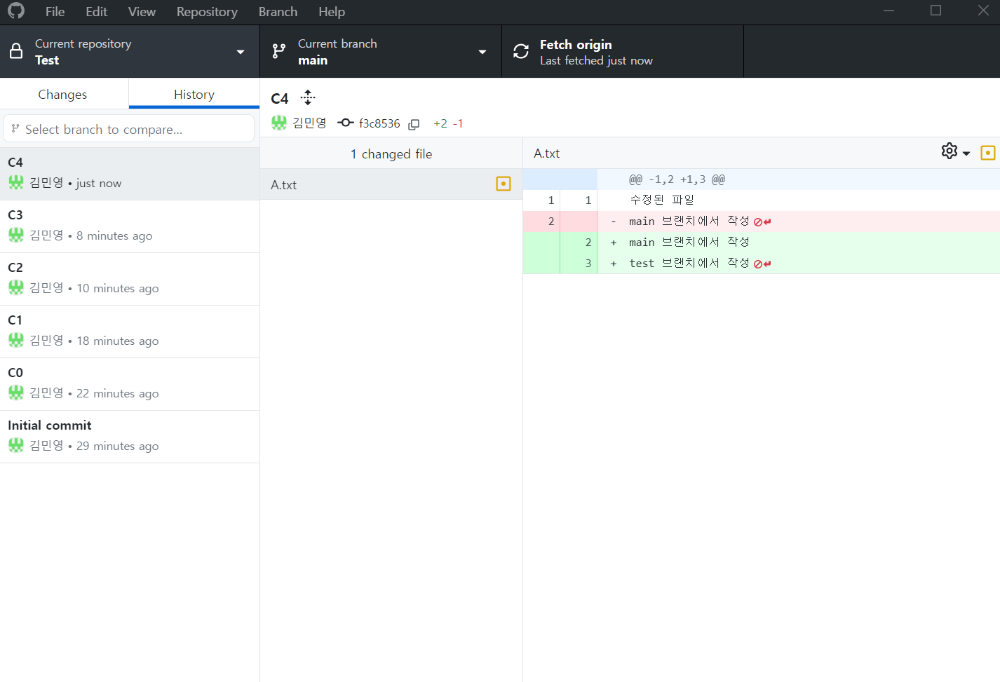 File Edit View Repository Branch Help
Current repository
Test
Current branch
main
Fetch origin
Last fetched just now
Changes
History
Select branch to compare...
C4
김민영 • just now
C3
김민영 • 8 minutes ago
C2
김민영 • 10 minutes ago
C1
김민영 • 18 minutes ago
C0
김민영 • 22 minutes ago
Initial commit
김민영 • 29 minutes ago
C4
김민영 f3c8536 +2 -1
1 changed file
A.txt
A.txt
@@ -1,2 +1,3 @@
1 1 수정된 파일
2 - main 브랜치에서 작성
2 + main 브랜치에서 작성
3 + test 브랜치에서 작성